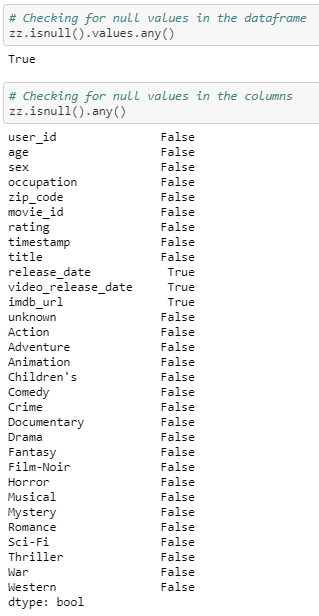 # Checking for null values in the dataframe
zz.isnull().values.any()
True
# Checking for null values in the columns
zz.isnull().any()
user_id False
age False
sex False
occupation False
zip_code False
movie_id False
rating False
timestamp False
title False
release_date True
video_release_date True
imdb_url True
unknown False
Action False
Adventure False
Animation False
Children's False
Comedy False
Crime False
Documentary False
Drama False
Fantasy False
Film-Noir False
Horror False
Musical False
Mystery False
Romance False
Sci-Fi False
Thriller False
War False
Western False
dtype: bool